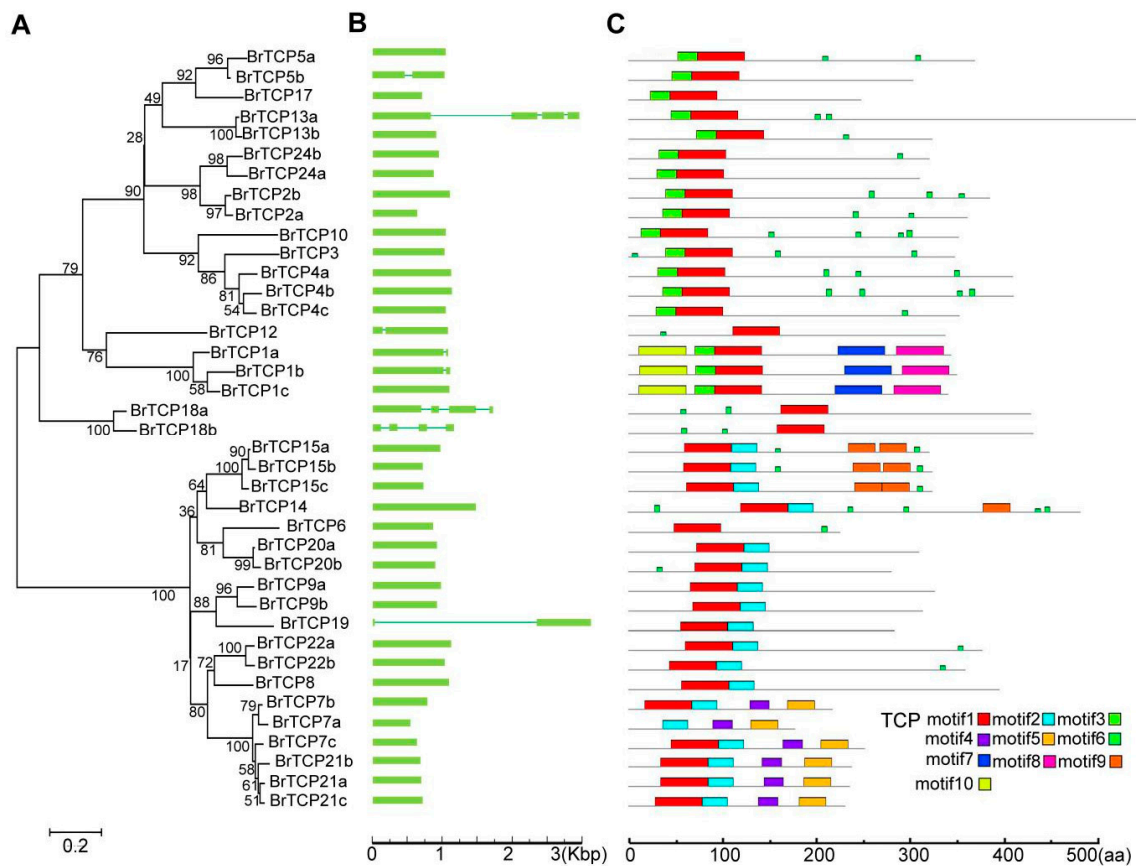 A B C
96 BrTCP5a
BrTCP5b
92
BrTCP17
49
BrTCP13a
100 BrTCP13b
28
98 BrTCP24b
BrTCP24a
98
BrTCP2b
97 BrTCP2a
90
BrTCP10
92 BrTCP3
86 BrTCP4a
81 BrTCP4b
54 BrTCP4c
79
BrTCP12
76 BrTCP1a
100 BrTCP1b
58 BrTCP1c
BrTCP18a
100 BrTCP18b
90 BrTCP15a
100 BrTCP15b
64 BrTCP15c
BrTCP14
36
BrTCP6
81 BrTCP20a
99 BrTCP20b
100
96 BrTCP9a
88 BrTCP9b
BrTCP19
17
100 BrTCP22a
72 BrTCP22b
BrTCP8
80
79 BrTCP7b
BrTCP7a
100 BrTCP7c
58 BrTCP21b
61 BrTCP21a
51 BrTCP21c
TCP motif1 motif2 motif3
motif4 motif5 motif6
motif7 motif8 motif9
motif10
0.2
0 1 2 3(Kbp)
0 100 200 300 400 500(aa)